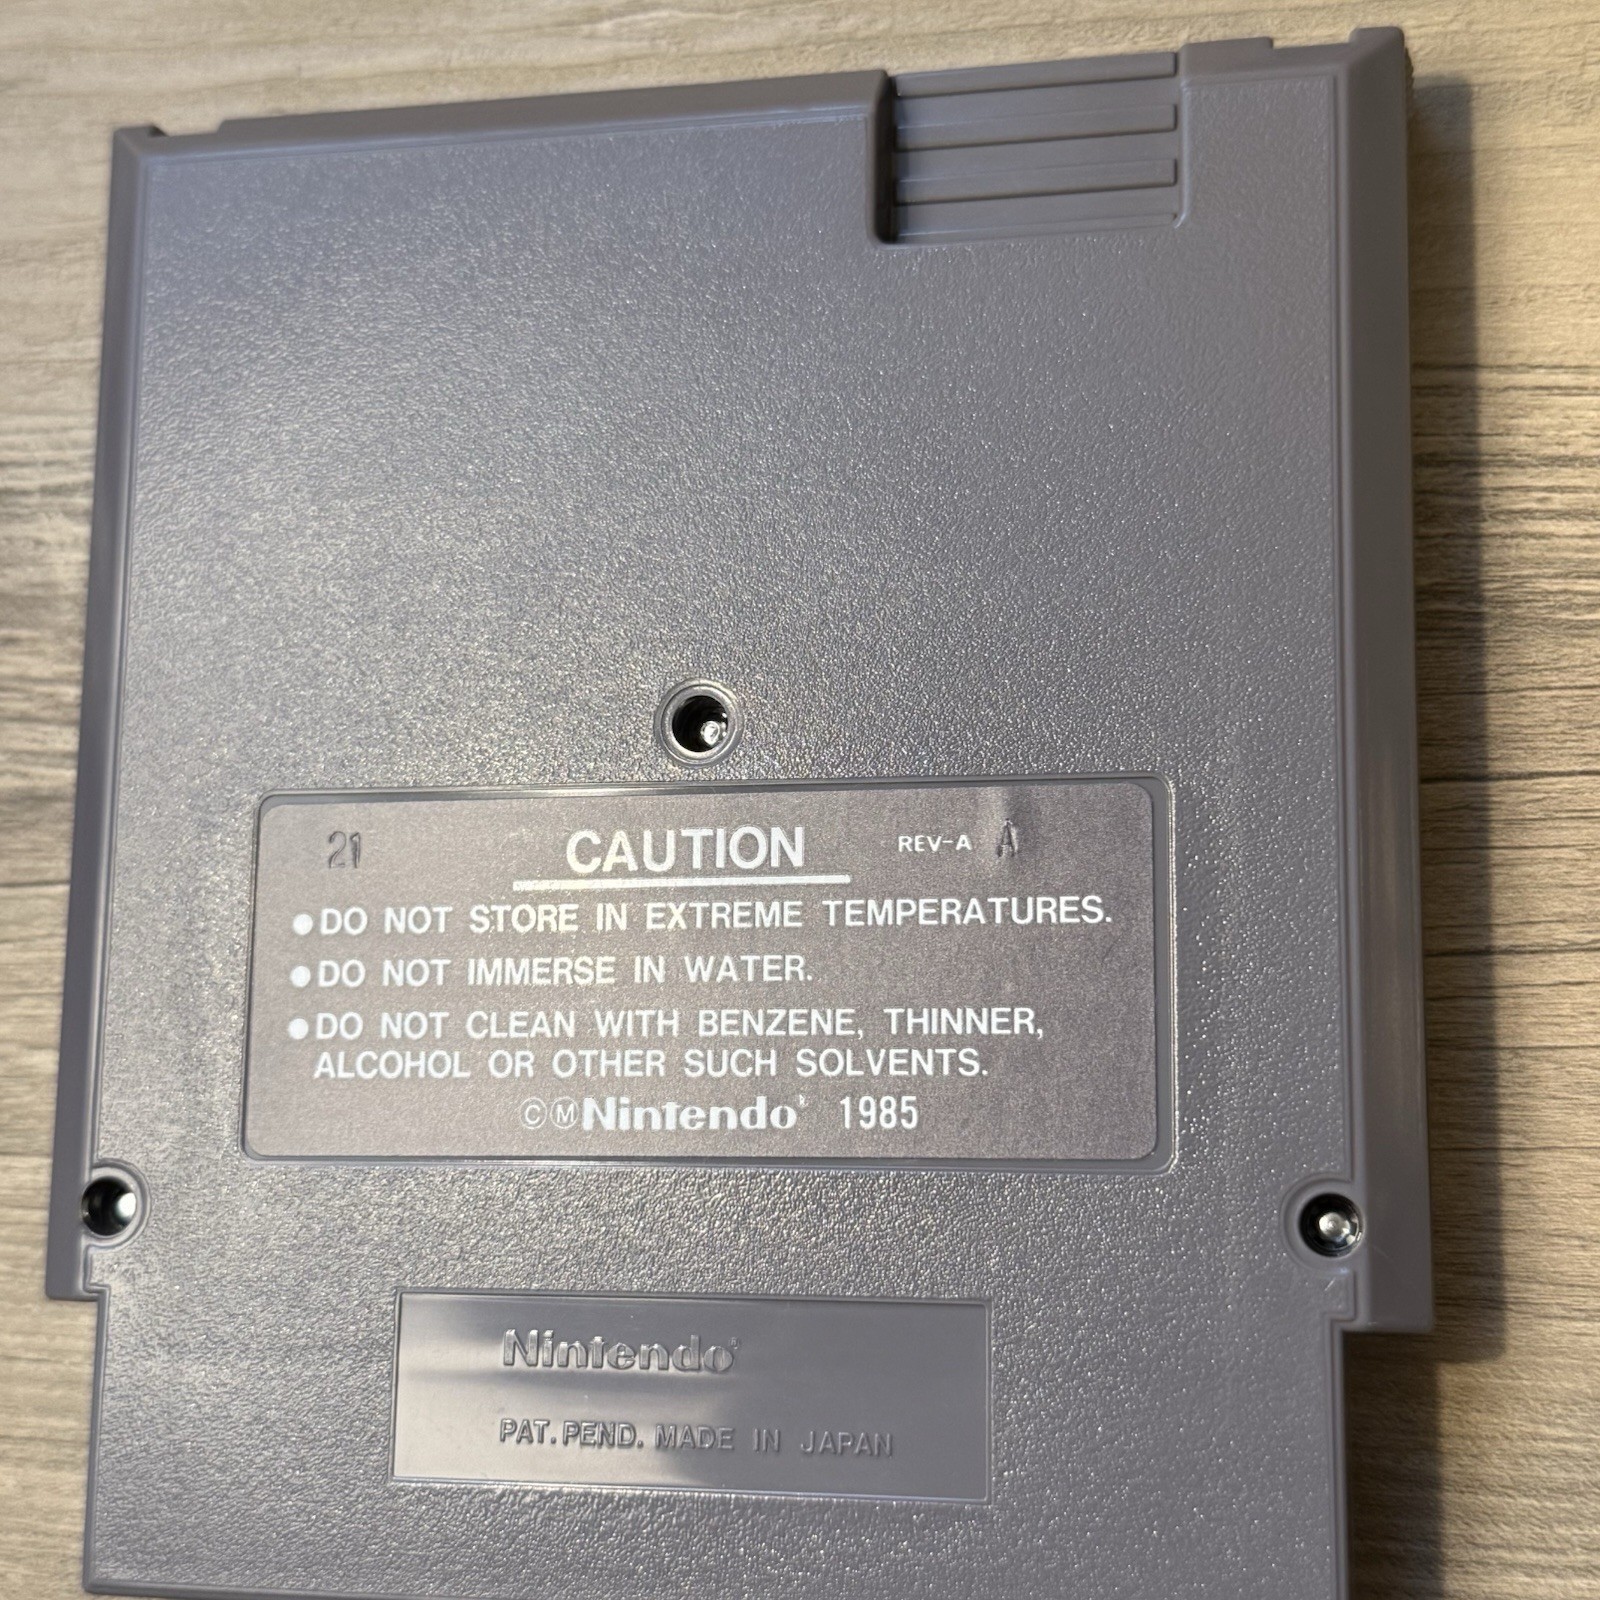 21 CAUTION REV-A A
●DO NOT STORE IN EXTREME TEMPERATURES.
●DO NOT IMMERSE IN WATER.
●DO NOT CLEAN WITH BENZENE, THINNER,
ALCOHOL OR OTHER SUCH SOLVENTS.
©ⓂNintendo® 1985
Nintendo®
PAT. PEND. MADE IN JAPAN